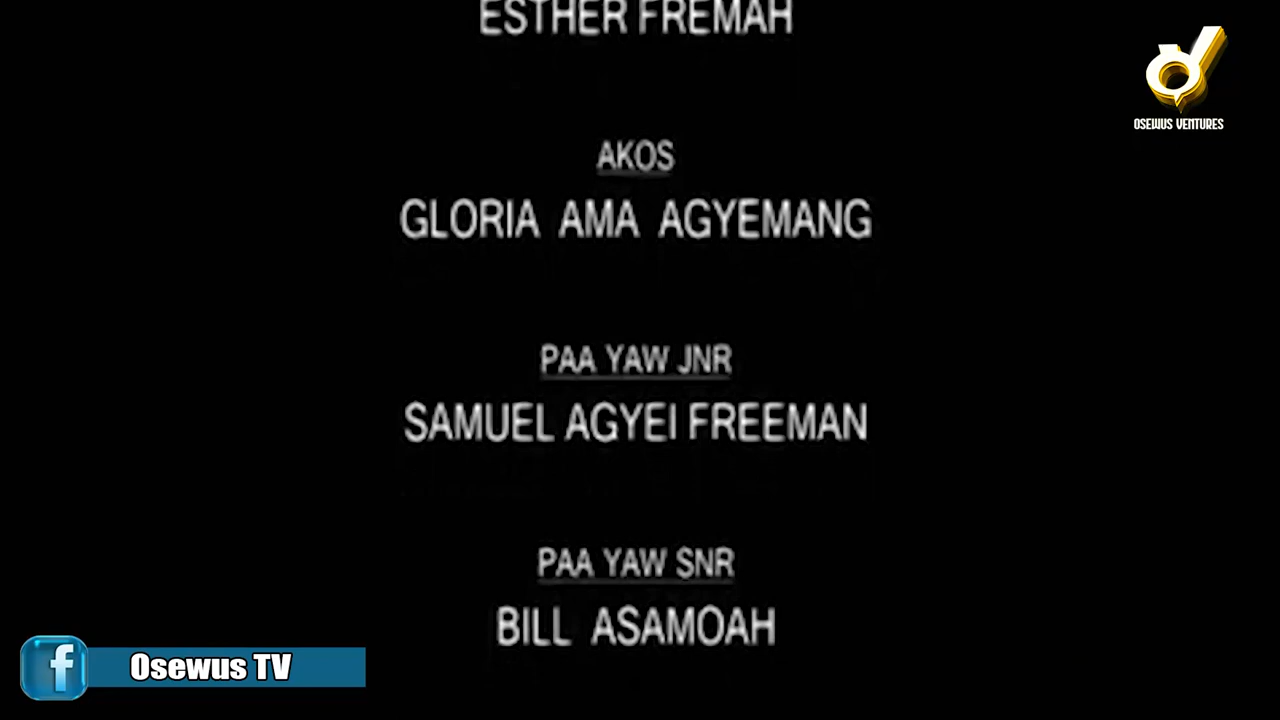 ESTHER FREMAH
OSEWUS VENTURES
AKOS
GLORIA AMA AGYEMANG
PAA YAW JNR
SAMUEL AGYEI FREEMAN
PAA YAW SNR
BILL ASAMOAH
f Osewus TV